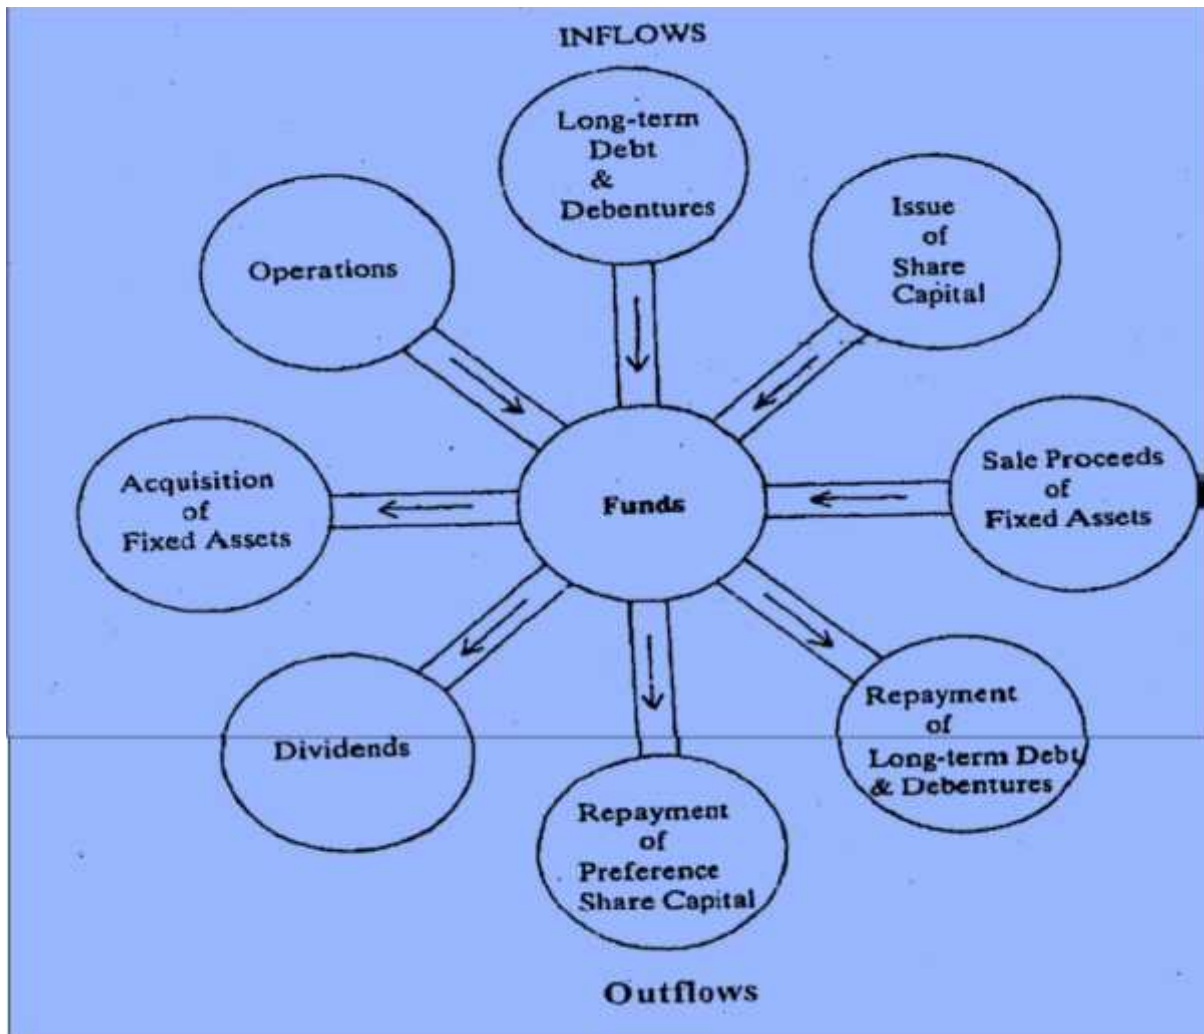 INFLOWS
Long-term
Debt
&
Debentures
Issue
of
Share
Capital
Operations
Sale Proceeds
of
Fixed Assets
Funds
Acquisition
of
Fixed Assets
Dividends
Repayment
of
Preference
Share Capital
Repayment
of
Long-term Debt
& Debentures
Outflows